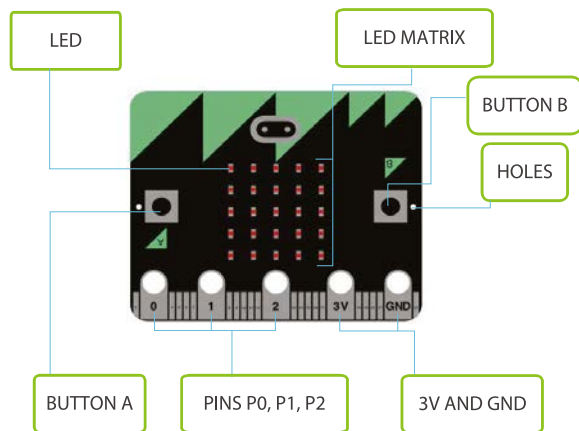 LED
LED MATRIX
BUTTON B
HOLES
B
A
0 1 2 3V GND
BUTTON A
PINS P0, P1, P2
3V AND GND